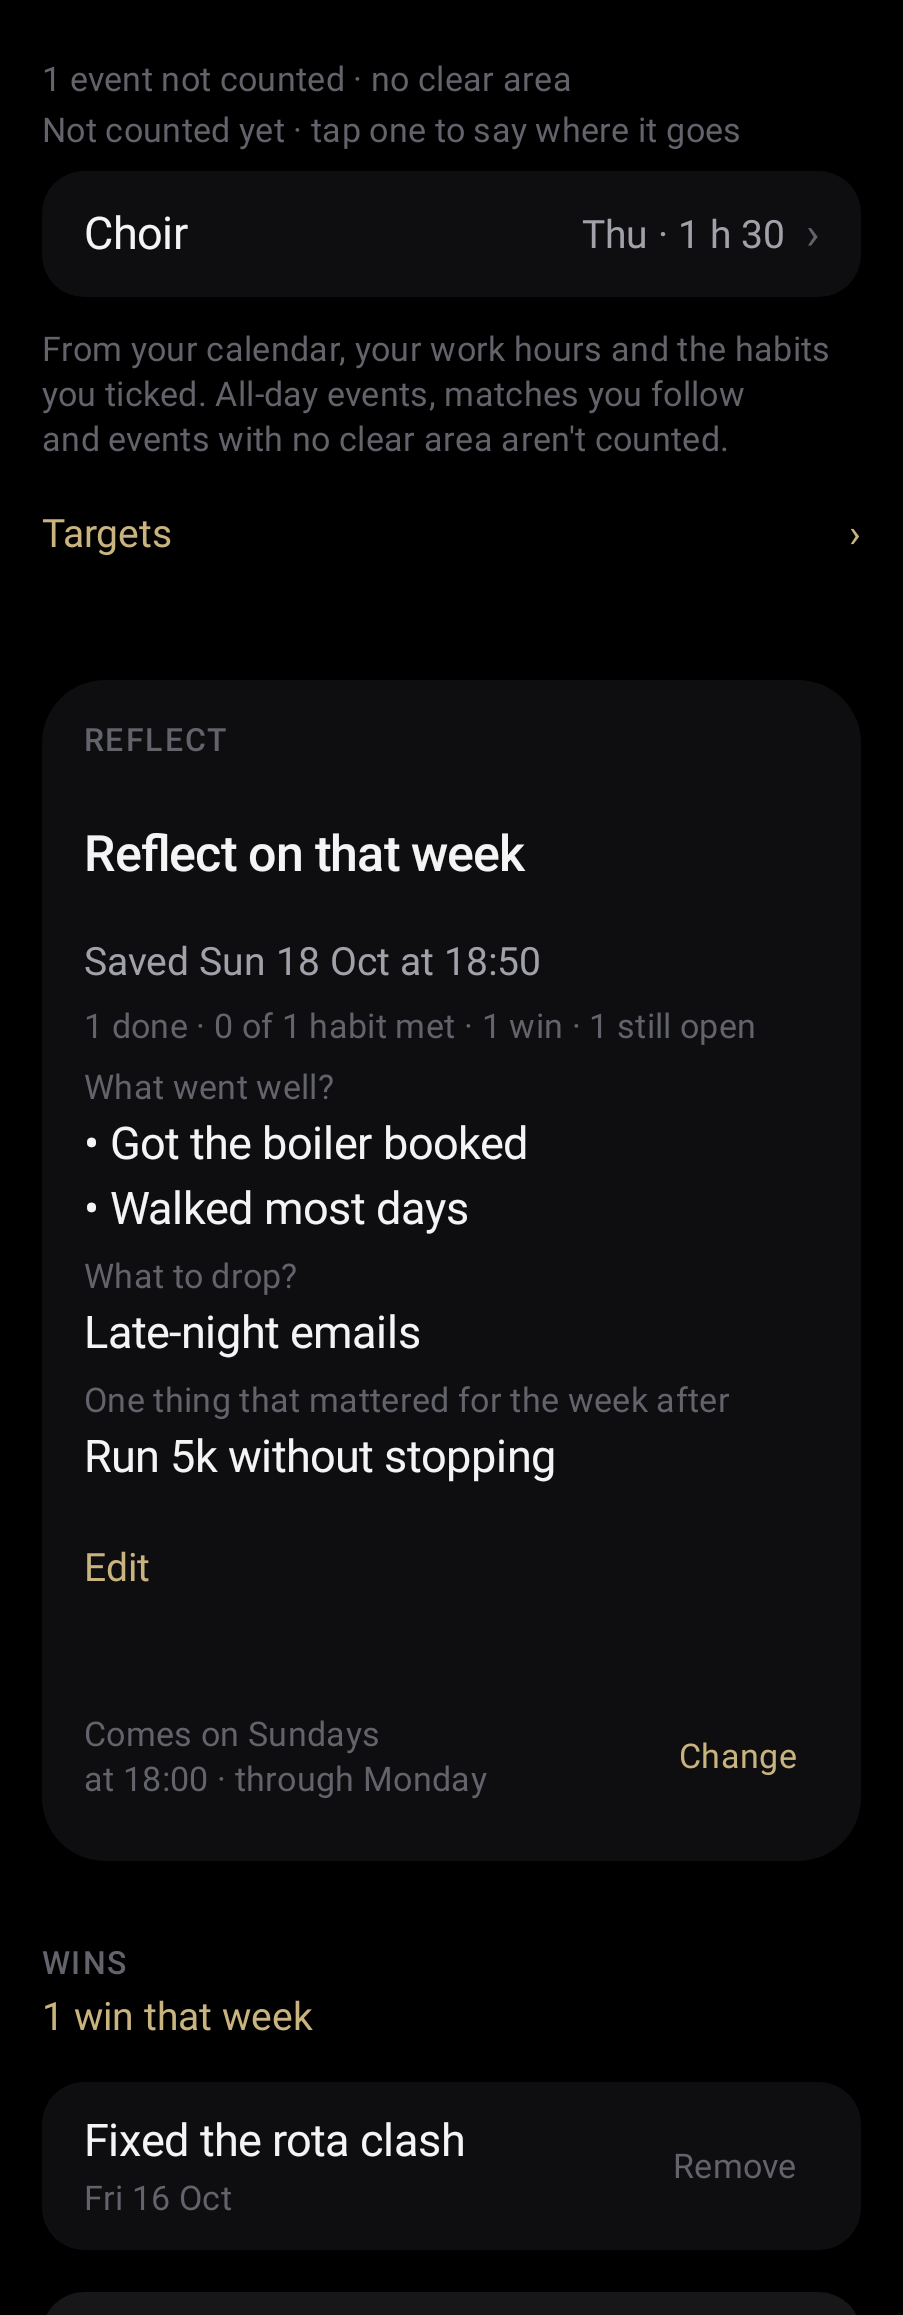 1 event not counted · no clear area
Not counted yet · tap one to say where it goes
Choir
Thu · 1 h 30 ›
From your calendar, your work hours and the habits
you ticked. All-day events, matches you follow
and events with no clear area aren't counted.
Targets ›
REFLECT
Reflect on that week
Saved Sun 18 Oct at 18:50
1 done · 0 of 1 habit met · 1 win · 1 still open
What went well?
• Got the boiler booked
• Walked most days
What to drop?
Late-night emails
One thing that mattered for the week after
Run 5k without stopping
Edit
Comes on Sundays
at 18:00 · through Monday
Change
WINS
1 win that week
Fixed the rota clash
Fri 16 Oct
Remove